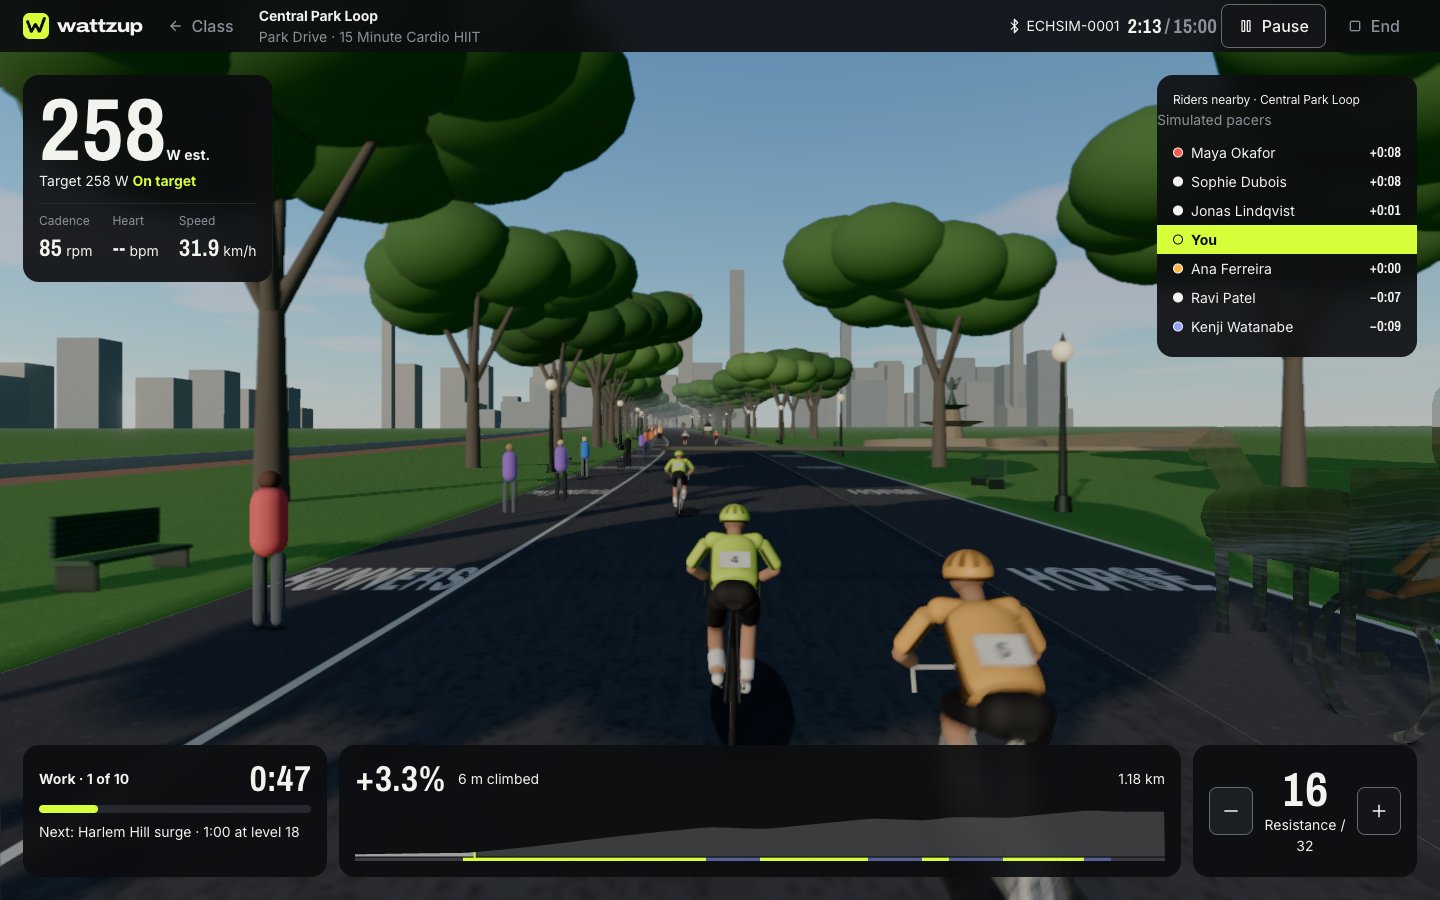 wattzup
Class
Central Park Loop
Park Drive · 15 Minute Cardio HIIT
ECHSIM-0001 2:13 / 15:00
Pause
End
258 W est.
Target 258 W On target
Cadence Heart Speed
85 rpm -- bpm 31.9 km/h
Riders nearby · Central Park Loop
Simulated pacers
Maya Okafor +0:08
Sophie Dubois +0:08
Jonas Lindqvist +0:01
You
Ana Ferreira +0:00
Ravi Patel −0:07
Kenji Watanabe −0:09
RUNNERS
HORSE
HORSE
4
5
Work · 1 of 10 0:47
Next: Harlem Hill surge · 1:00 at level 18
+3.3% 6 m climbed 1.18 km
16
Resistance /
32